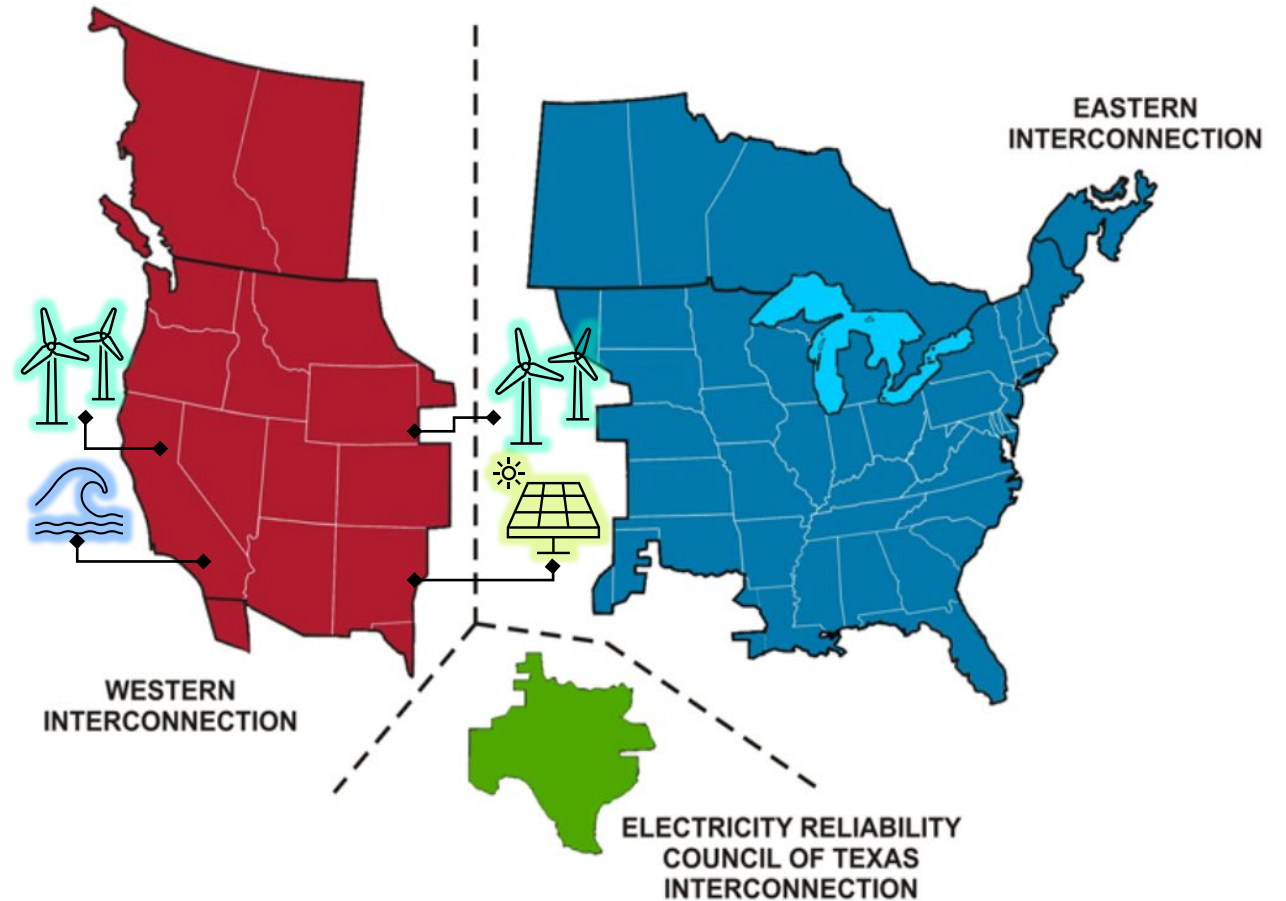 EASTERN
INTERCONNECTION
WESTERN
INTERCONNECTION
ELECTRICITY RELIABILITY
COUNCIL OF TEXAS
INTERCONNECTION